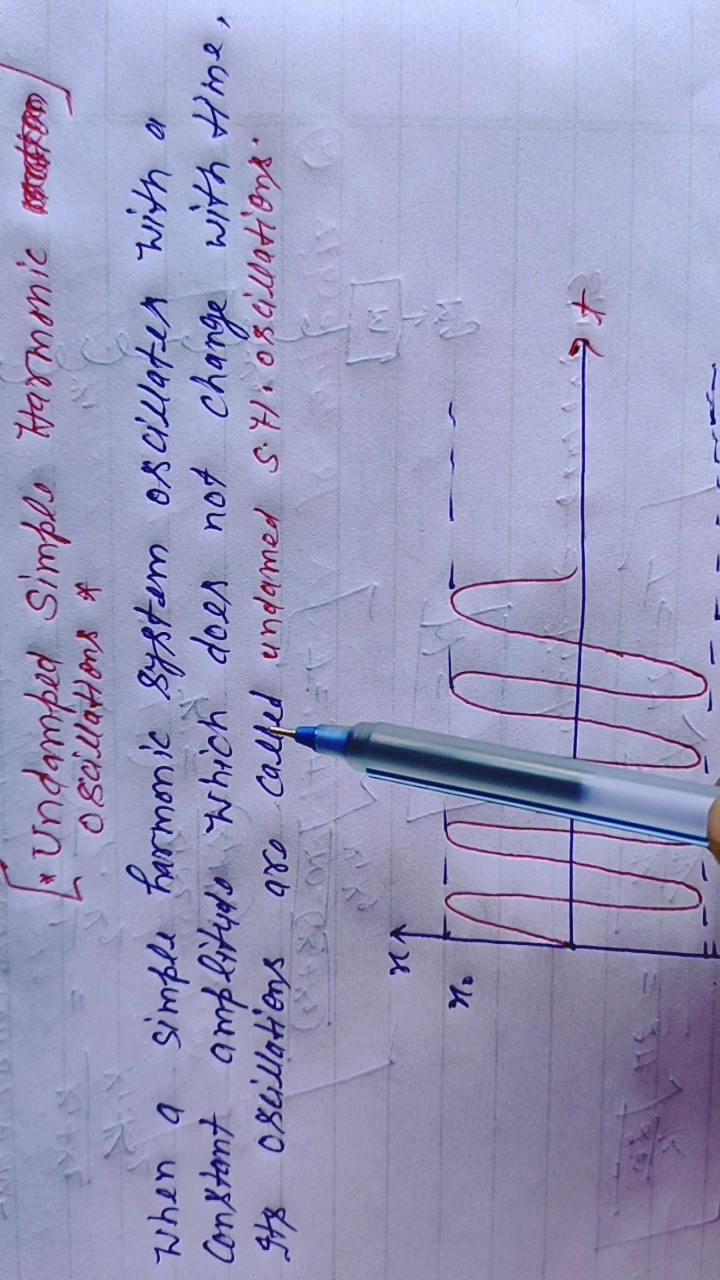 [* Undamped Simple Harmonic
oscillations *]
When a simple harmonic system oscillates with a
constant amplitude which does not change with time,
Its oscillations are called undamed S.H. oscillations.
x
x₀
t